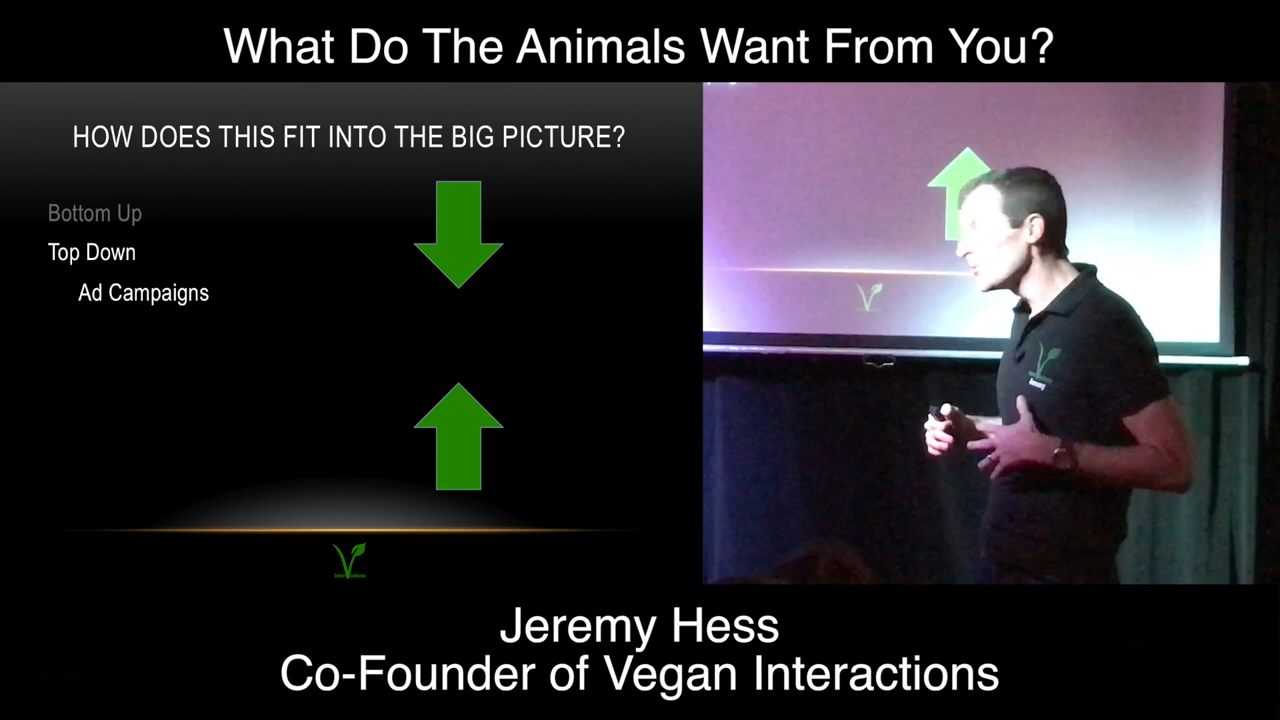 What Do The Animals Want From You?
HOW DOES THIS FIT INTO THE BIG PICTURE?
Bottom Up
Top Down
Ad Campaigns
Jeremy Hess
Co-Founder of Vegan Interactions